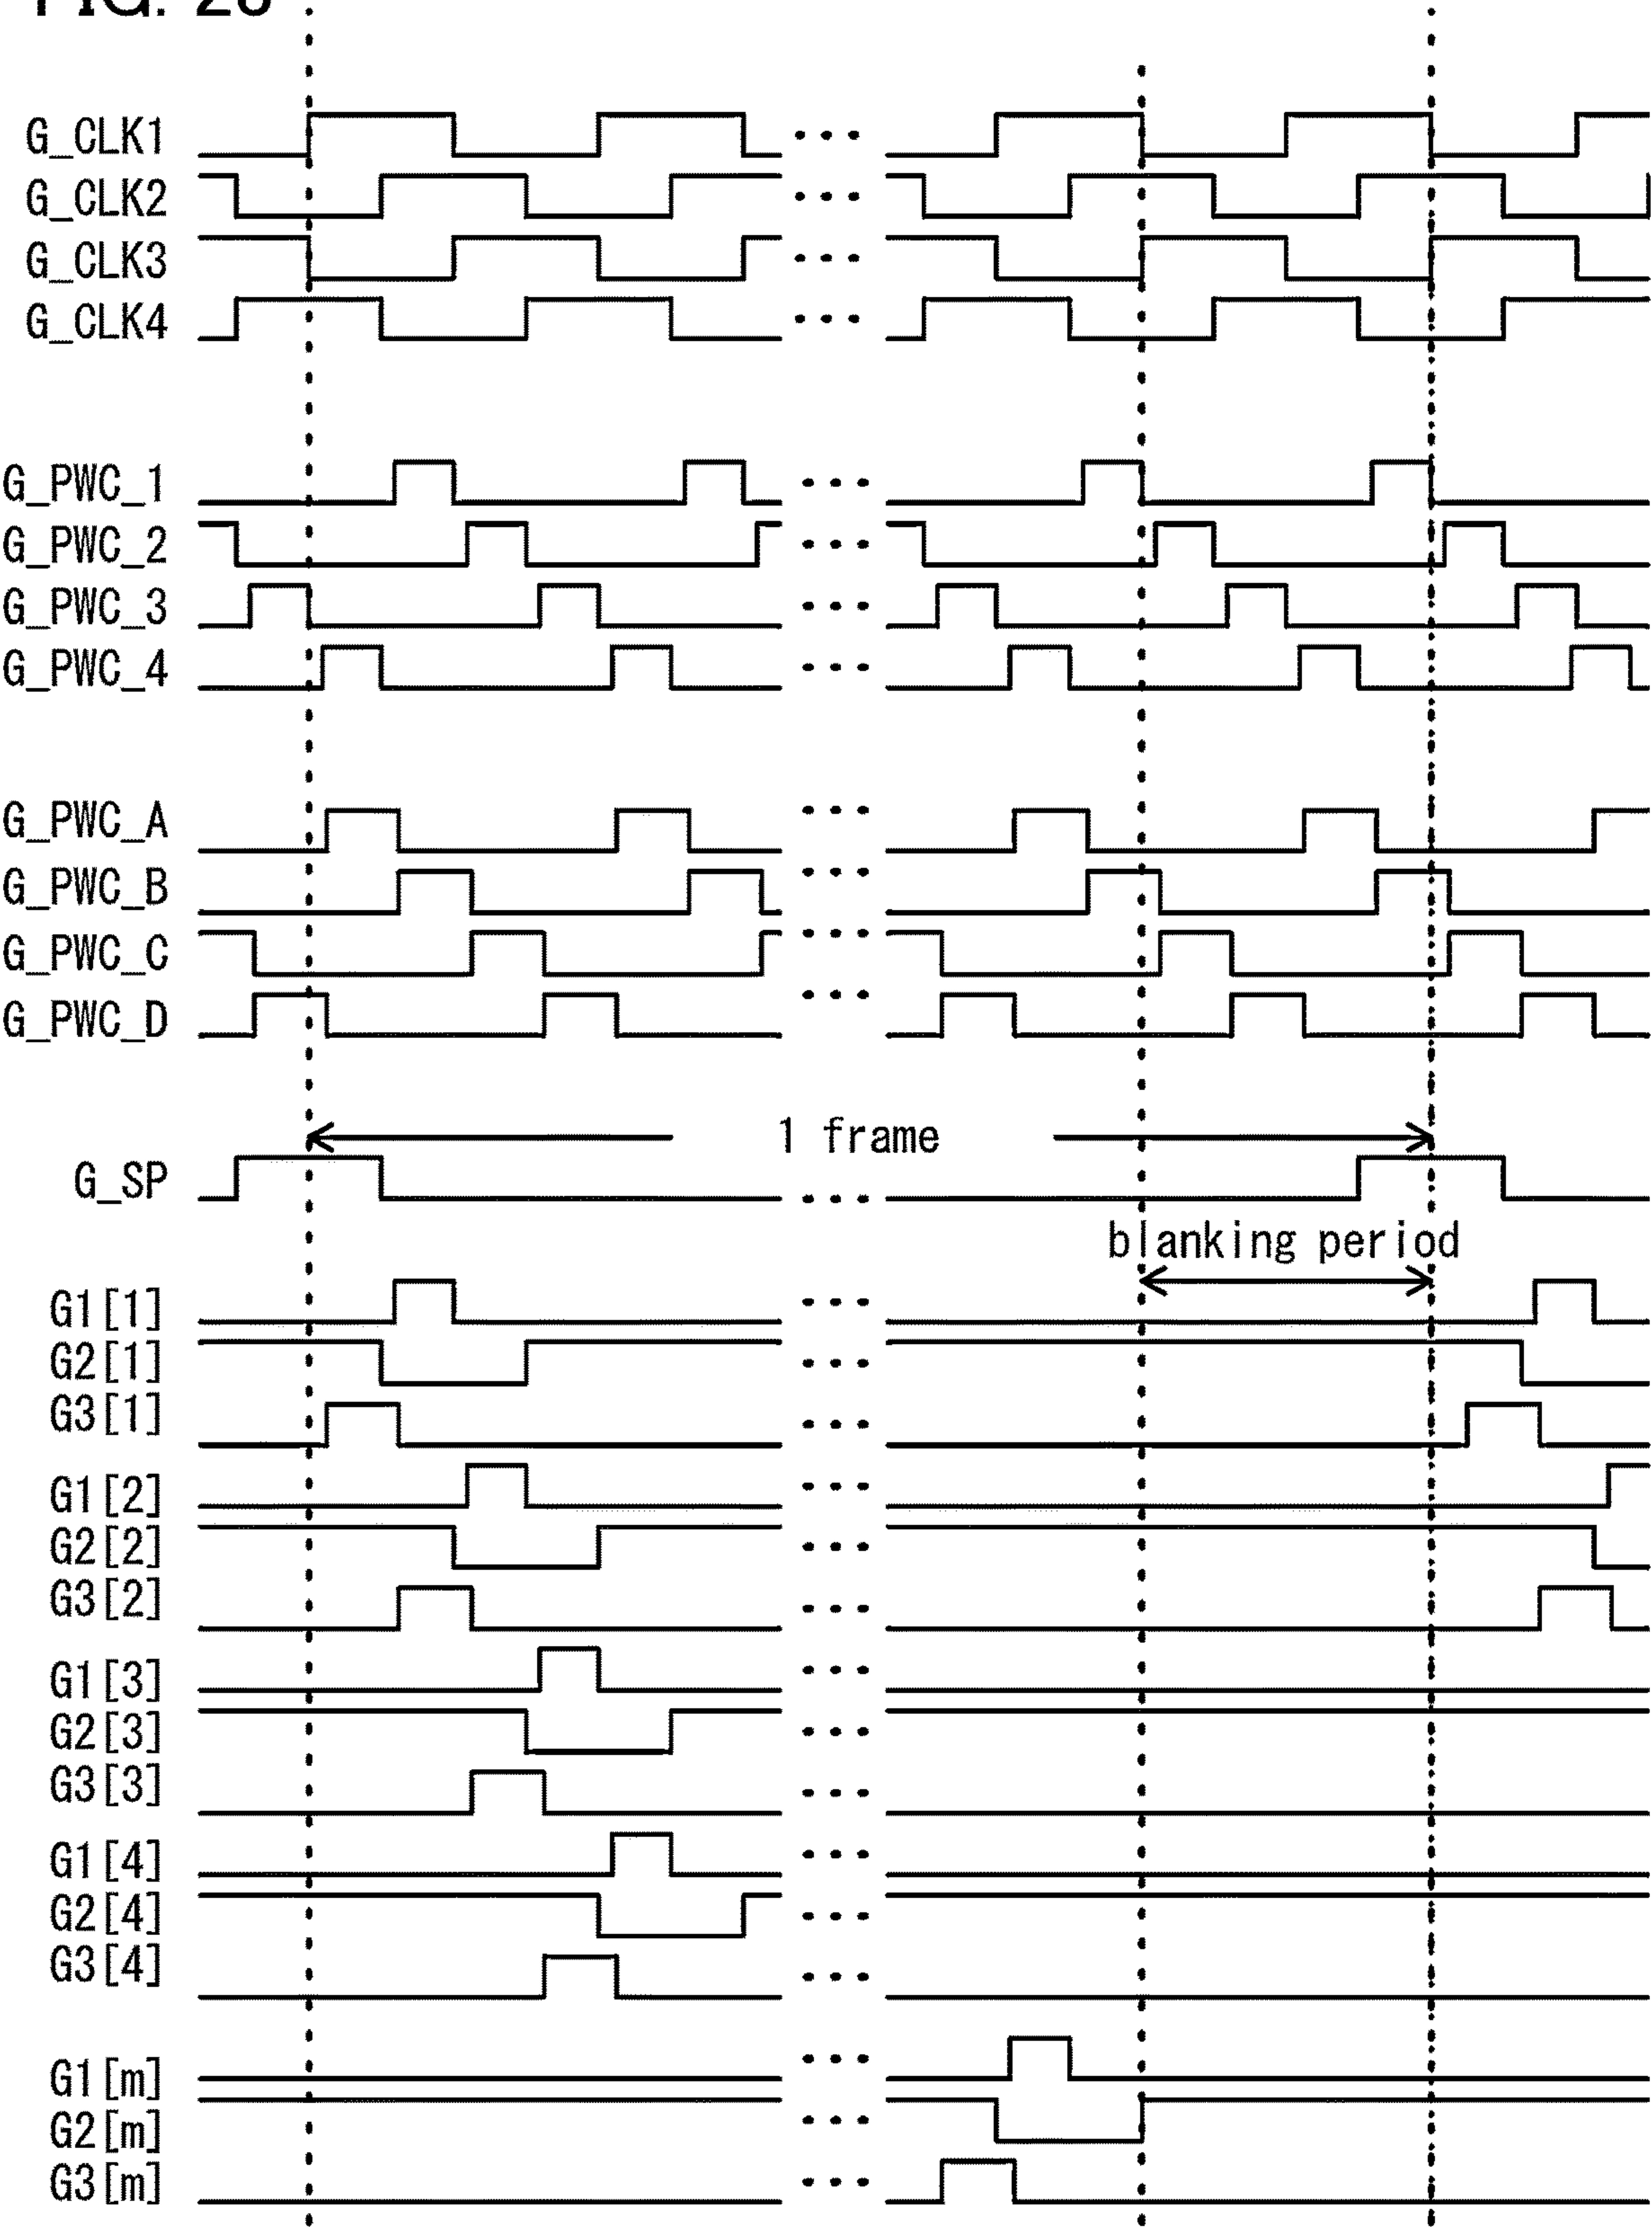 FIG.
G_CLK1
G_CLK2
G_CLK3
G_CLK4
G_PWC_1
G_PWC_2
G_PWC_3
G_PWC_4
G_PWC_A
G_PWC_B
G_PWC_C
G_PWC_D
1 frame
G_SP
blanking period
G1[1]
G2[1]
G3[1]
G1[2]
G2[2]
G3[2]
G1[3]
G2[3]
G3[3]
G1[4]
G2[4]
G3[4]
G1[m]
G2[m]
G3[m]